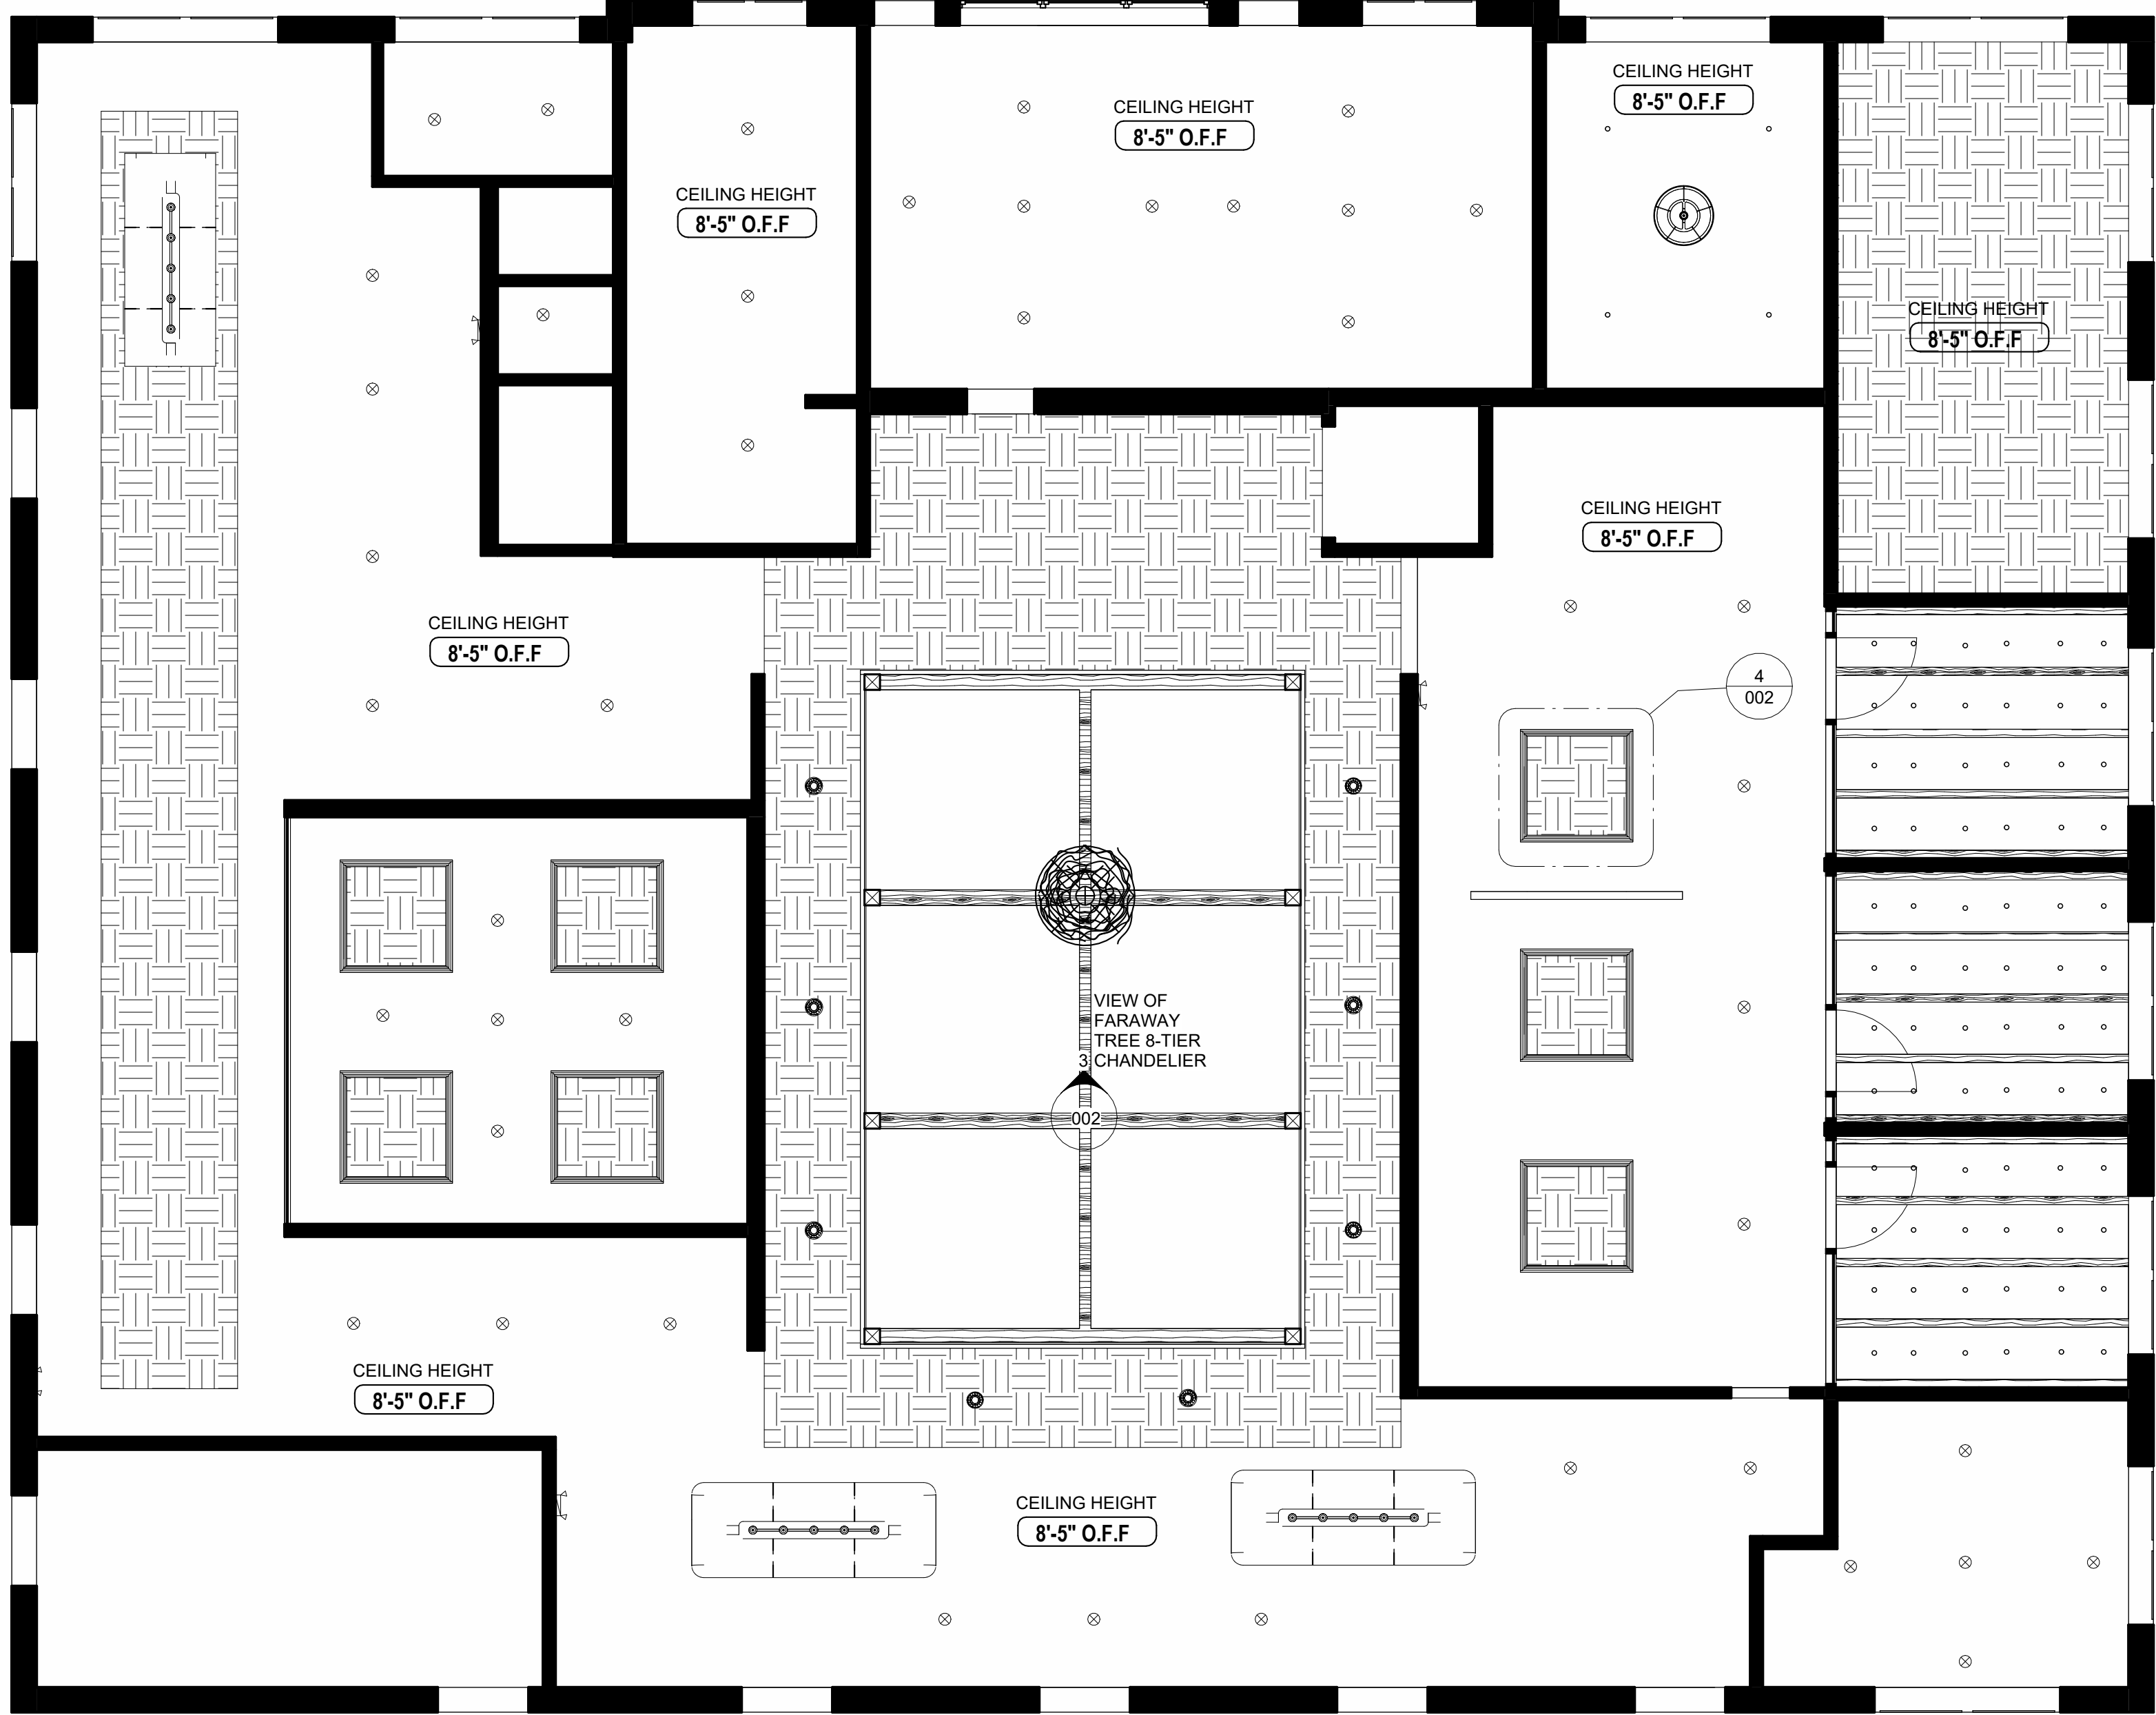 CEILING HEIGHT
8'-5" O.F.F
CEILING HEIGHT
8'-5" O.F.F
CEILING HEIGHT
8'-5" O.F.F
CEILING HEIGHT
8'-5" O.F.F
CEILING HEIGHT
8'-5" O.F.F
CEILING HEIGHT
8'-5" O.F.F
4
002
VIEW OF
FARAWAY
TREE 8-TIER
3 CHANDELIER
002
CEILING HEIGHT
8'-5" O.F.F
CEILING HEIGHT
8'-5" O.F.F